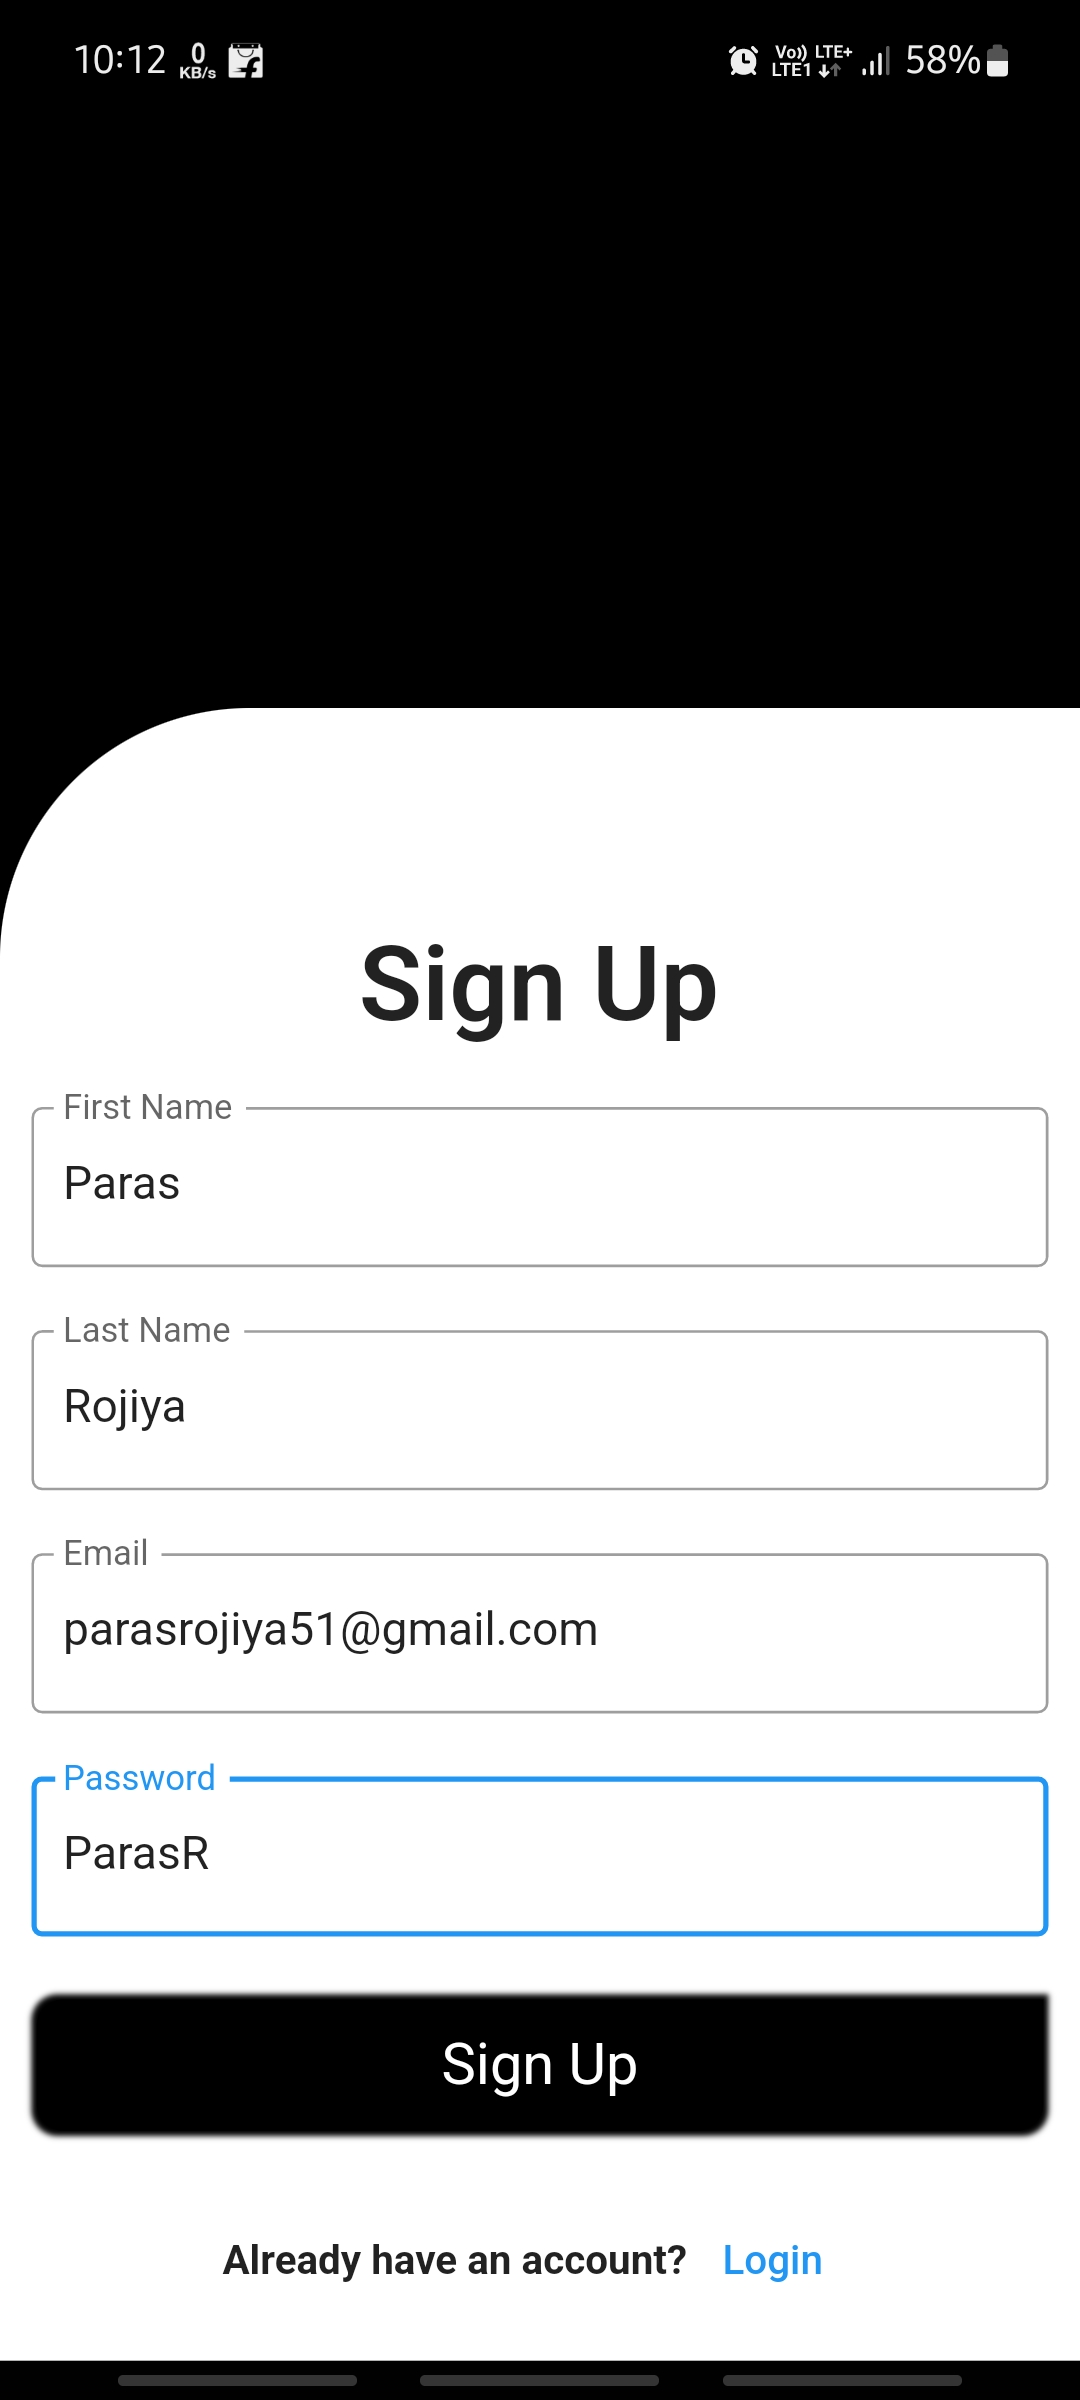 10:12 0 KB/s Vo)) LTE1 LTE+ 58%
Sign Up
First Name
Paras
Last Name
Rojiya
Email
parasrojiya51@gmail.com
Password
ParasR
Sign Up
Already have an account? Login